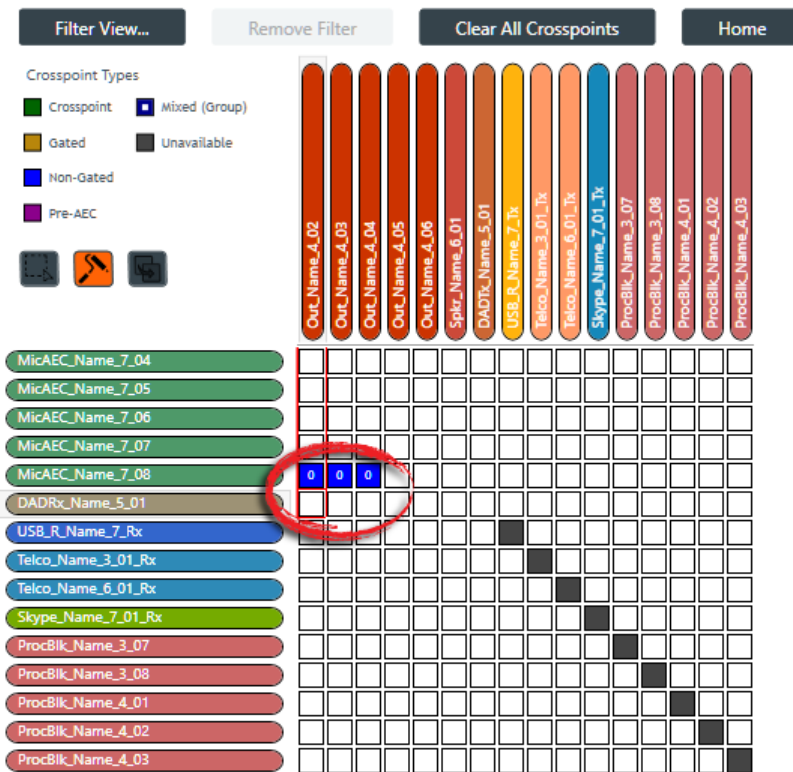 Filter View... Remove Filter Clear All Crosspoints Home
Crosspoint Types
Crosspoint Mixed (Group)
Gated Unavailable
Non-Gated
Pre-AEC
Out_Name_4_02
Out_Name_4_03
Out_Name_4_04
Out_Name_4_05
Out_Name_4_06
Spkr_Name_6_01
DADTx_Name_5_01
USB_R_Name_7_Tx
Telco_Name_3_01_Tx
Telco_Name_6_01_Tx
Skype_Name_7_01_Tx
ProcBlk_Name_3_07
ProcBlk_Name_3_08
ProcBlk_Name_4_01
ProcBlk_Name_4_02
ProcBlk_Name_4_03
MicAEC_Name_7_04
MicAEC_Name_7_05
MicAEC_Name_7_06
MicAEC_Name_7_07
MicAEC_Name_7_08 0 0 0
DADRx_Name_5_01
USB_R_Name_7_Rx
Telco_Name_3_01_Rx
Telco_Name_6_01_Rx
Skype_Name_7_01_Rx
ProcBlk_Name_3_07
ProcBlk_Name_3_08
ProcBlk_Name_4_01
ProcBlk_Name_4_02
ProcBlk_Name_4_03